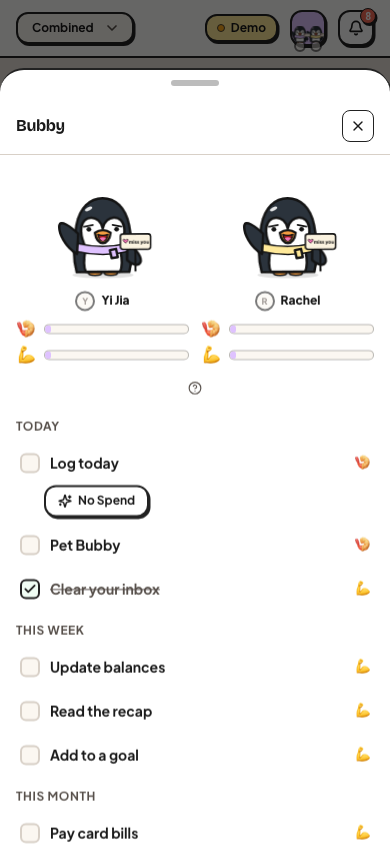 Combined
Demo
8
Bubby
miss you
miss you
Y Yi Jia
R Rachel
?
TODAY
Log today
No Spend
Pet Bubby
Clear your inbox
THIS WEEK
Update balances
Read the recap
Add to a goal
THIS MONTH
Pay card bills